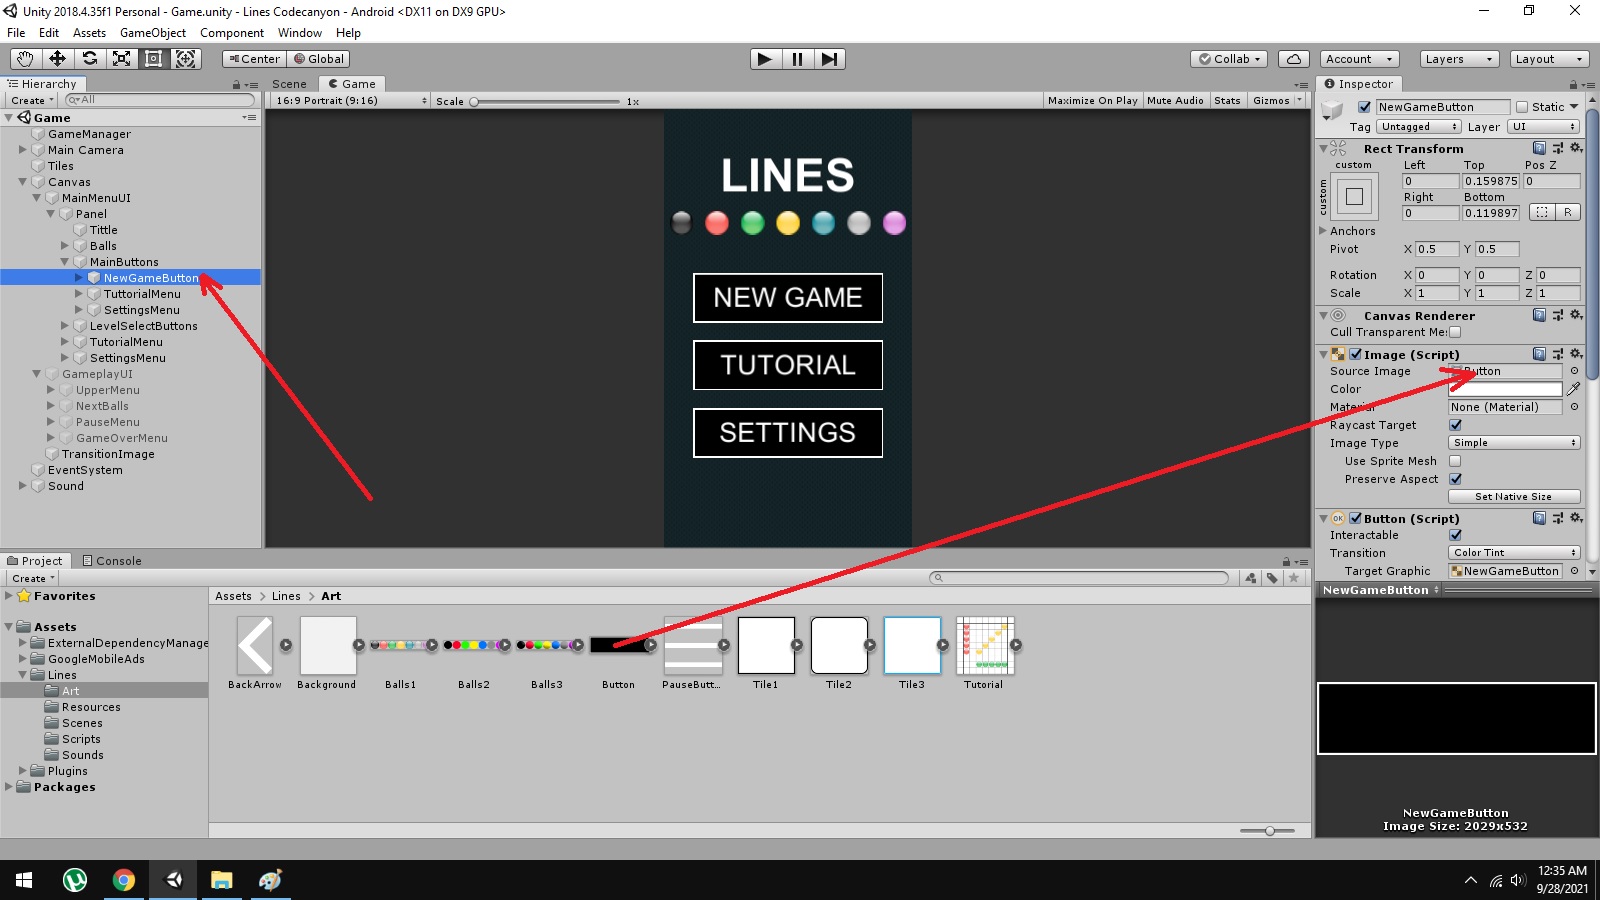 Unity 2018.4.35f1 Personal - Game.unity - Lines Codecanyon - Android <DX11 on DX9 GPU>
File Edit Assets GameObject Component Window Help
Center Global
Collab Account Layers Layout
Hierarchy
Create All
Game
GameManager
Main Camera
Tiles
Canvas
MainMenuUI
Panel
Tittle
Balls
MainButtons
NewGameButton
TuttorialMenu
SettingsMenu
LevelSelectButtons
TutorialMenu
SettingsMenu
GameplayUI
UpperMenu
NextBalls
PauseMenu
GameOverMenu
TransitionImage
EventSystem
Sound
Scene Game
16:9 Portrait (9:16) Scale 1x Maximize On Play Mute Audio Stats Gizmos
LINES
NEW GAME
TUTORIAL
SETTINGS
Inspector
NewGameButton Static
Tag Untagged Layer UI
Rect Transform
custom Left Top Pos Z
custom
0 0.159875 0
Right Bottom
0 0.119897 R
Anchors
Pivot X 0.5 Y 0.5
Rotation X 0 Y 0 Z 0
Scale X 1 Y 1 Z 1
Canvas Renderer
Cull Transparent Me:
Image (Script)
Source Image Button
Color
Material None (Material)
Raycast Target
Image Type Simple
Use Sprite Mesh
Preserve Aspect
Set Native Size
OK Button (Script)
Interactable
Transition Color Tint
Target Graphic NewGameButton
NewGameButton
NewGameButton
Image Size: 2029x532
Project Console
Create
Favorites
Assets
ExternalDependencyManage
GoogleMobileAds
Lines
Art
Resources
Scenes
Scripts
Sounds
Plugins
Packages
Assets > Lines > Art
BackArrow Background Balls1 Balls2 Balls3 Button PauseButt... Tile1 Tile2 Tile3 Tutorial
12:35 AM
9/28/2021